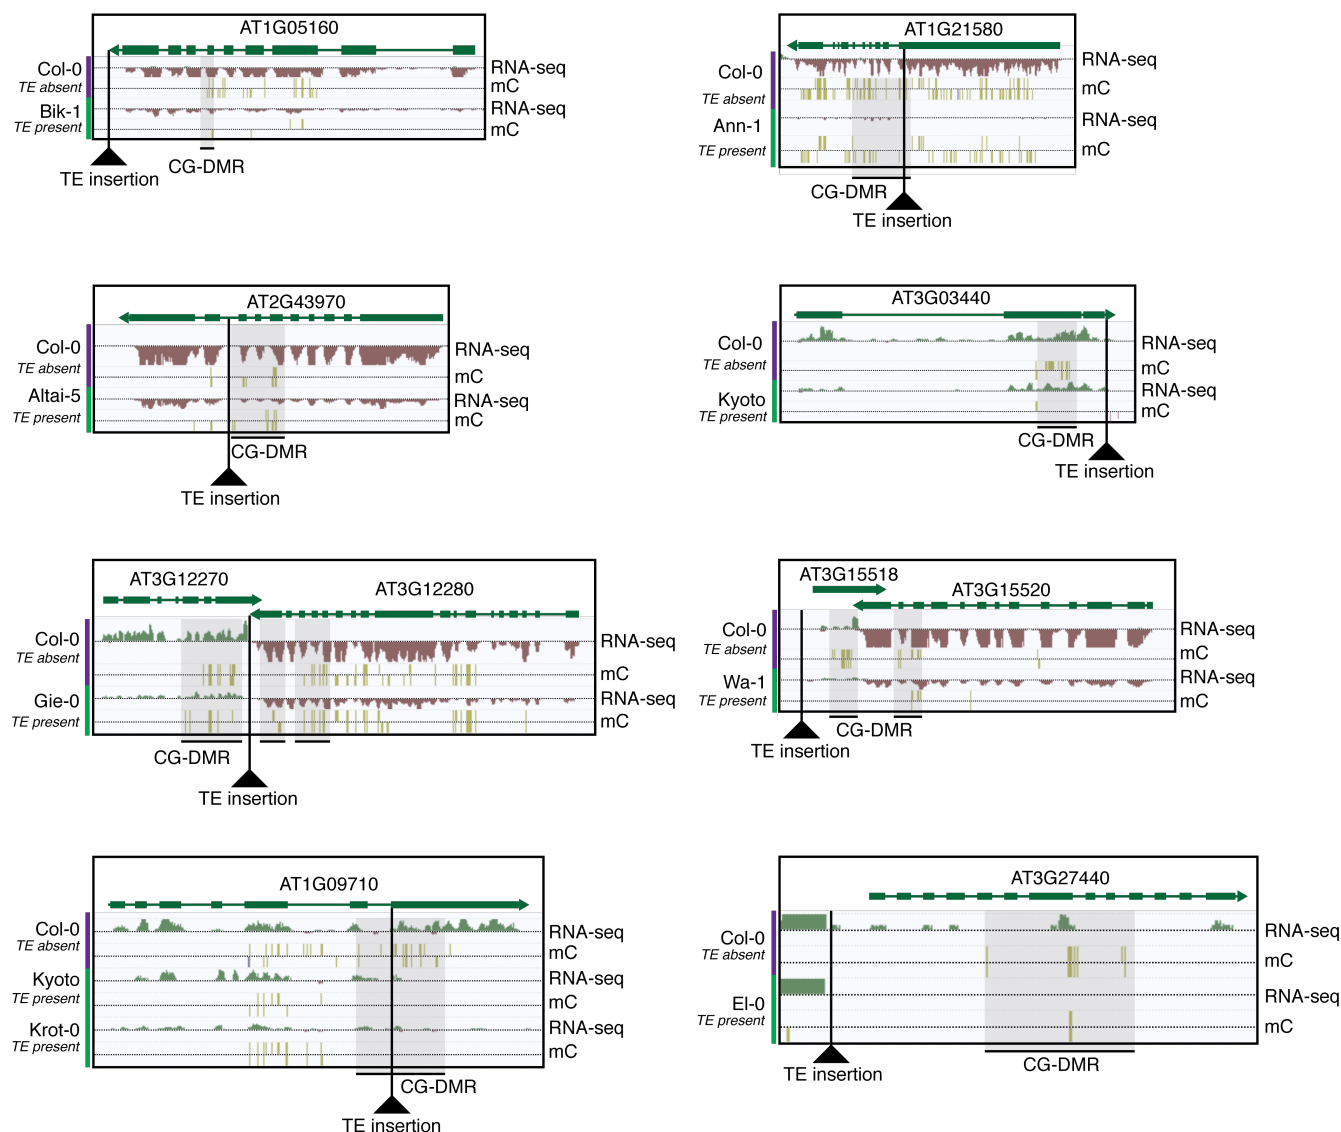 AT1G05160
Col-0
TE absent
RNA-seq
mC
Bik-1
TE present
RNA-seq
mC
CG-DMR
TE insertion
AT1G21580
Col-0
TE absent
RNA-seq
mC
Ann-1
TE present
RNA-seq
mC
CG-DMR
TE insertion
AT2G43970
Col-0
TE absent
RNA-seq
mC
Altai-5
TE present
RNA-seq
mC
CG-DMR
TE insertion
AT3G03440
Col-0
TE absent
RNA-seq
mC
Kyoto
TE present
RNA-seq
mC
CG-DMR
TE insertion
AT3G12270
AT3G12280
Col-0
TE absent
RNA-seq
mC
Gie-0
TE present
RNA-seq
mC
CG-DMR
TE insertion
AT3G15518
AT3G15520
Col-0
TE absent
RNA-seq
mC
Wa-1
TE present
RNA-seq
mC
CG-DMR
TE insertion
AT1G09710
Col-0
TE absent
RNA-seq
mC
Kyoto
TE present
RNA-seq
mC
Krot-0
TE present
RNA-seq
mC
CG-DMR
TE insertion
AT3G27440
Col-0
TE absent
RNA-seq
mC
El-0
TE present
RNA-seq
mC
CG-DMR
TE insertion